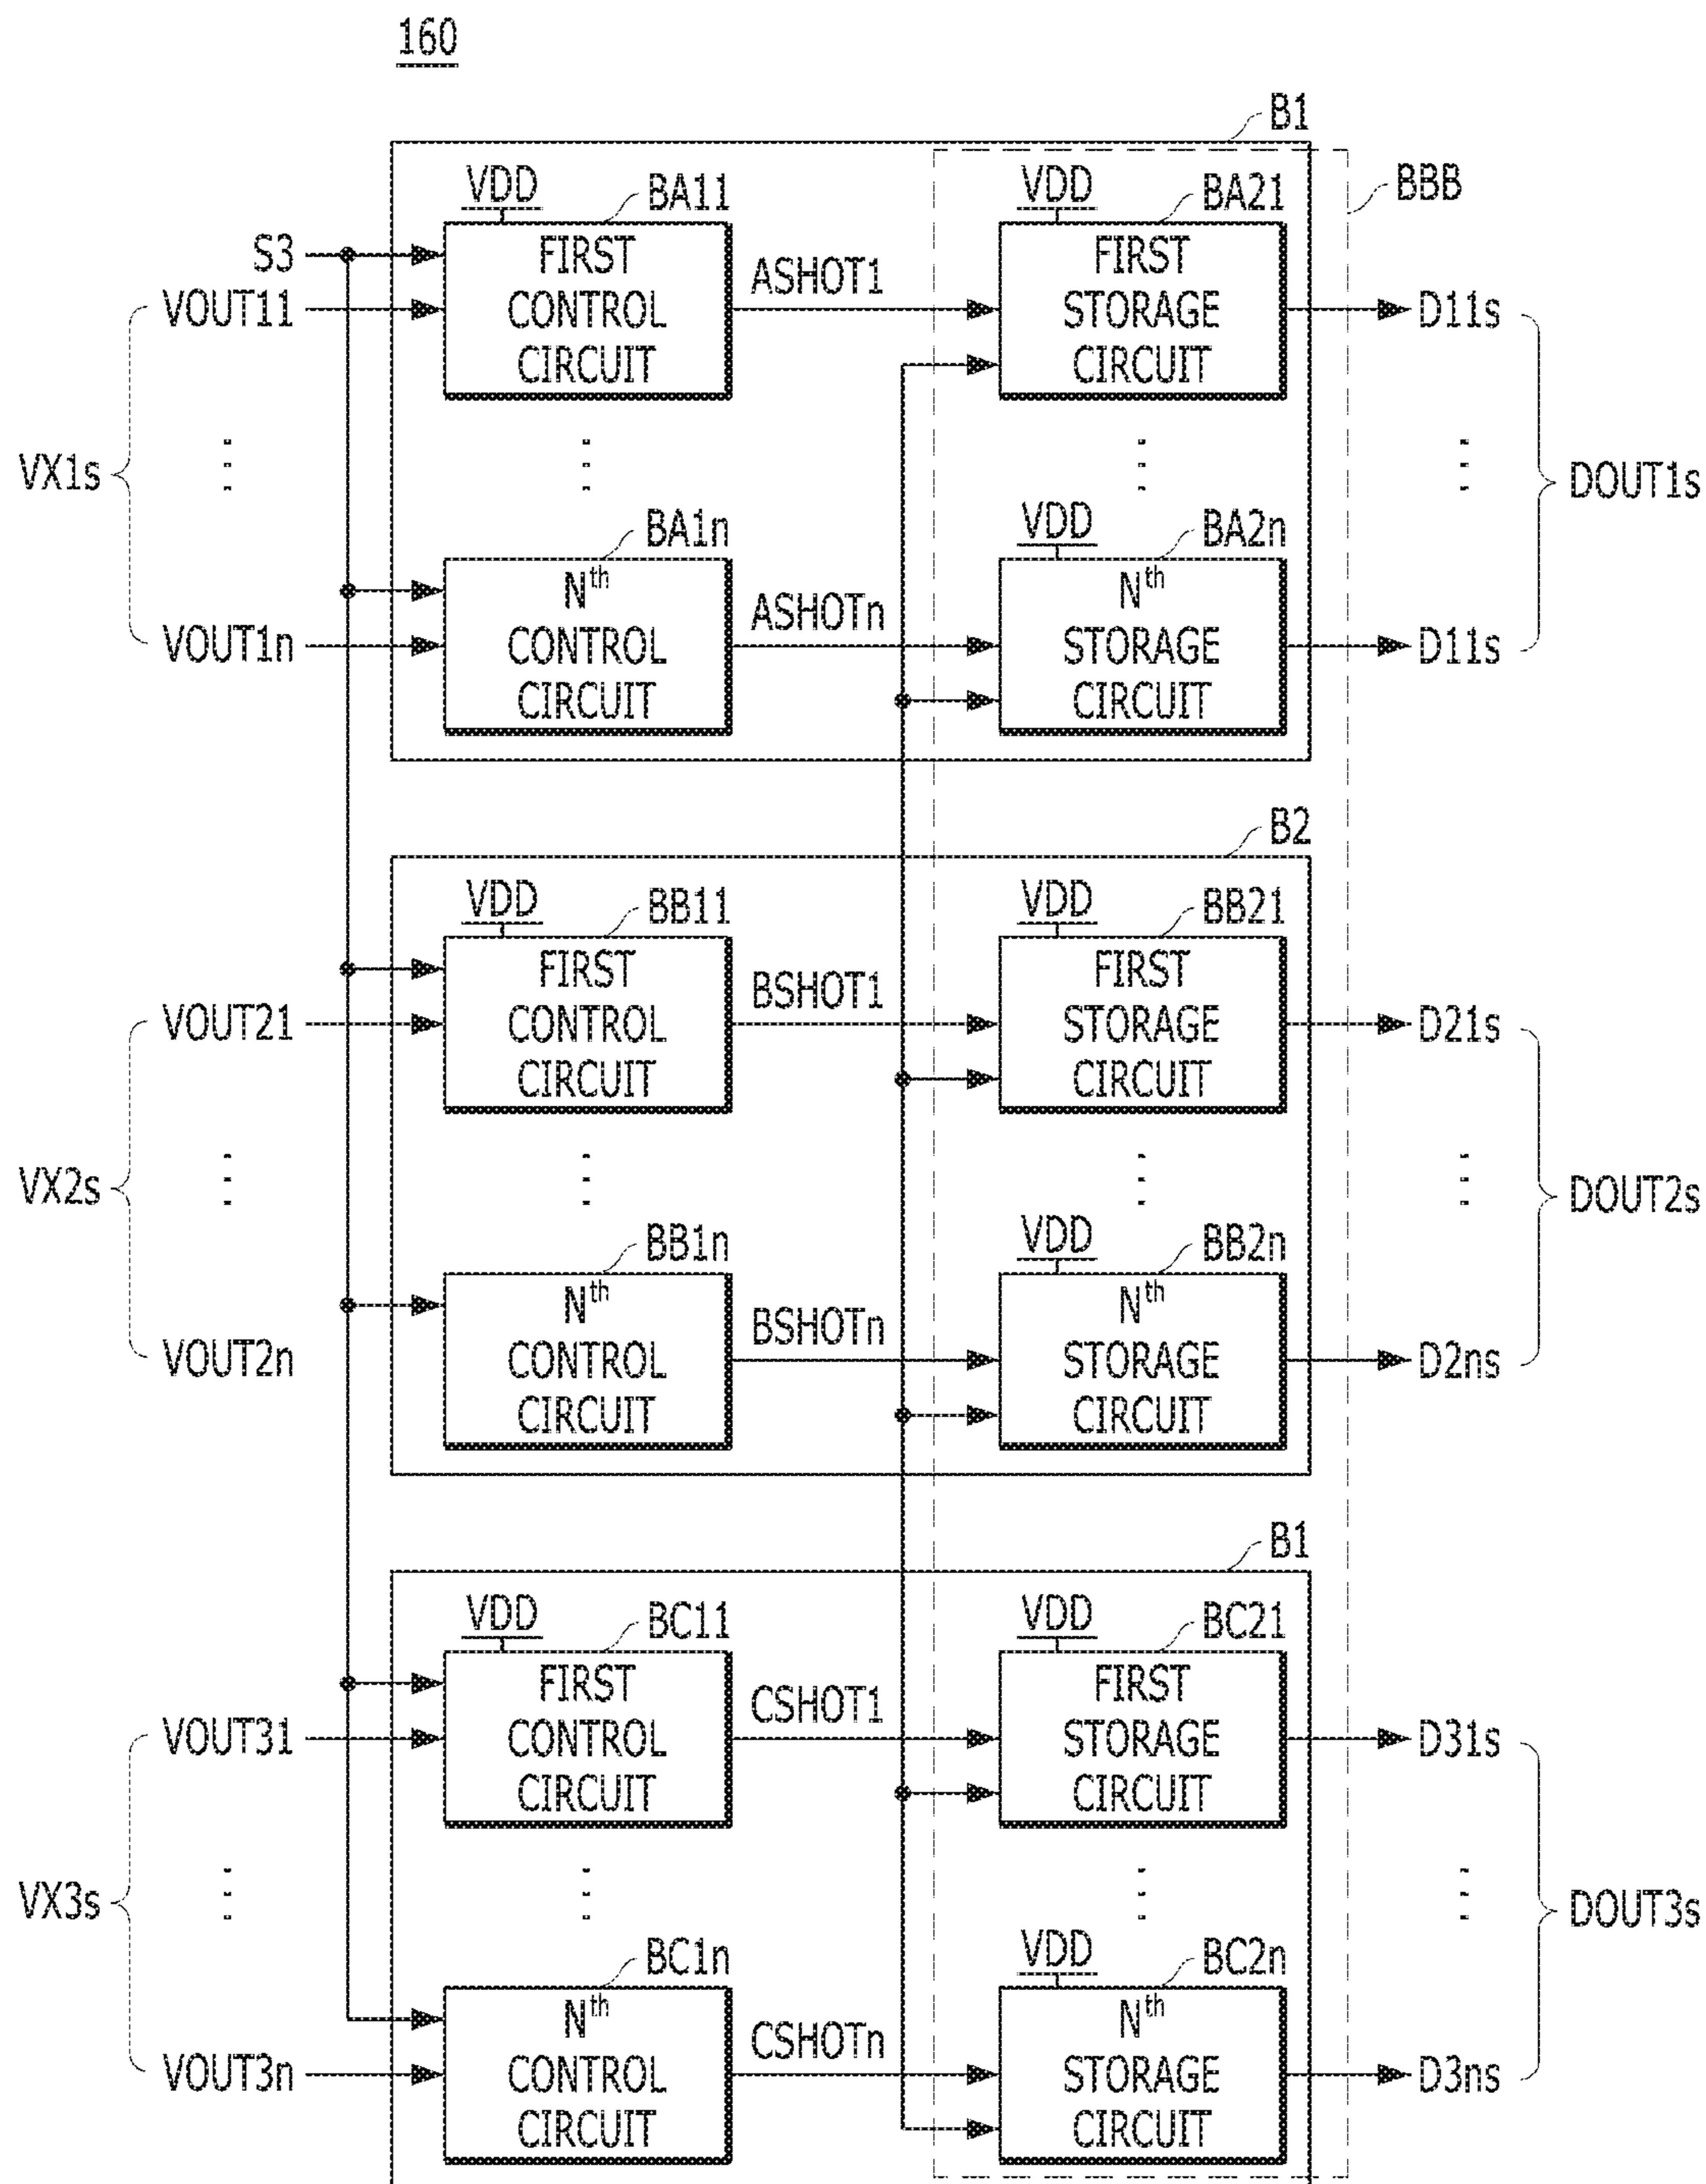 160
B1
BBB
VDD
BA11
VDD
BA21
S3
FIRST
CONTROL
CIRCUIT
ASHOT1
FIRST
STORAGE
CIRCUIT
VOUT11
D11s
VX1s
DOUT1s
BA1n
VDD
BA2n
Nth
CONTROL
CIRCUIT
ASHOTn
Nth
STORAGE
CIRCUIT
VOUT1n
D11s
B2
VDD
BB11
VDD
BB21
FIRST
CONTROL
CIRCUIT
BSHOT1
FIRST
STORAGE
CIRCUIT
VOUT21
D21s
VX2s
DOUT2s
BB1n
VDD
BB2n
Nth
CONTROL
CIRCUIT
BSHOTn
Nth
STORAGE
CIRCUIT
VOUT2n
D2ns
B1
VDD
BC11
VDD
BC21
FIRST
CONTROL
CIRCUIT
CSHOT1
FIRST
STORAGE
CIRCUIT
VOUT31
D31s
VX3s
DOUT3s
BC1n
VDD
BC2n
Nth
CONTROL
CIRCUIT
CSHOTn
Nth
STORAGE
CIRCUIT
VOUT3n
D3ns